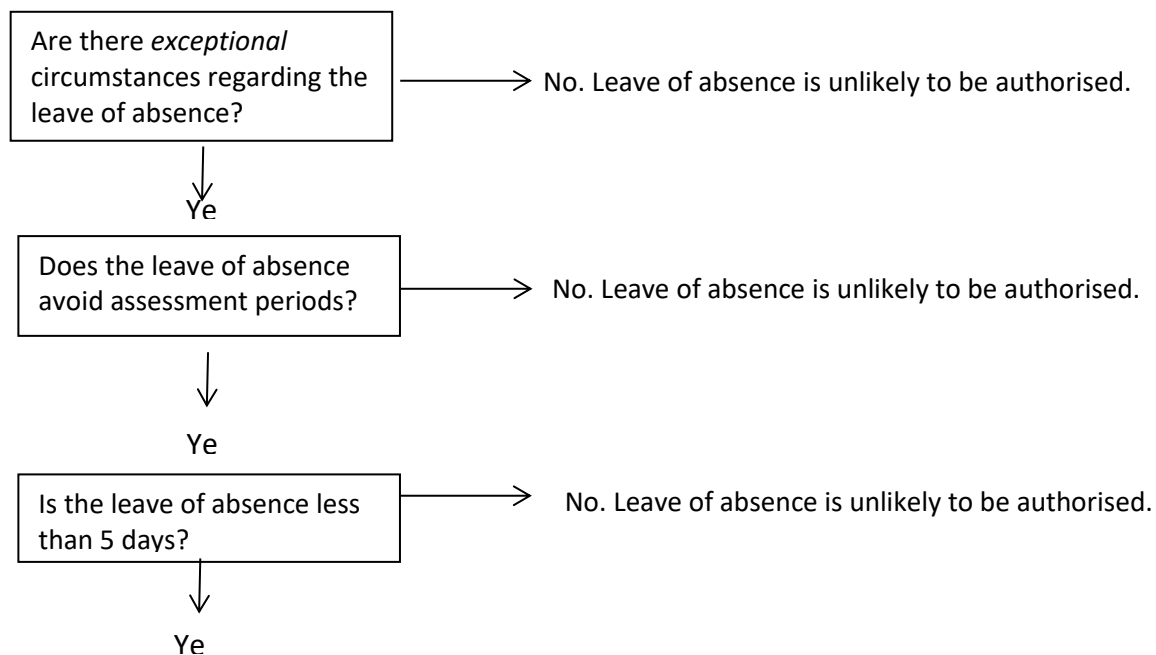 Are there exceptional
circumstances regarding the
leave of absence?
No. Leave of absence is unlikely to be authorised.
Ye
Does the leave of absence
avoid assessment periods?
No. Leave of absence is unlikely to be authorised.
Ye
Is the leave of absence less
than 5 days?
No. Leave of absence is unlikely to be authorised.
Ye